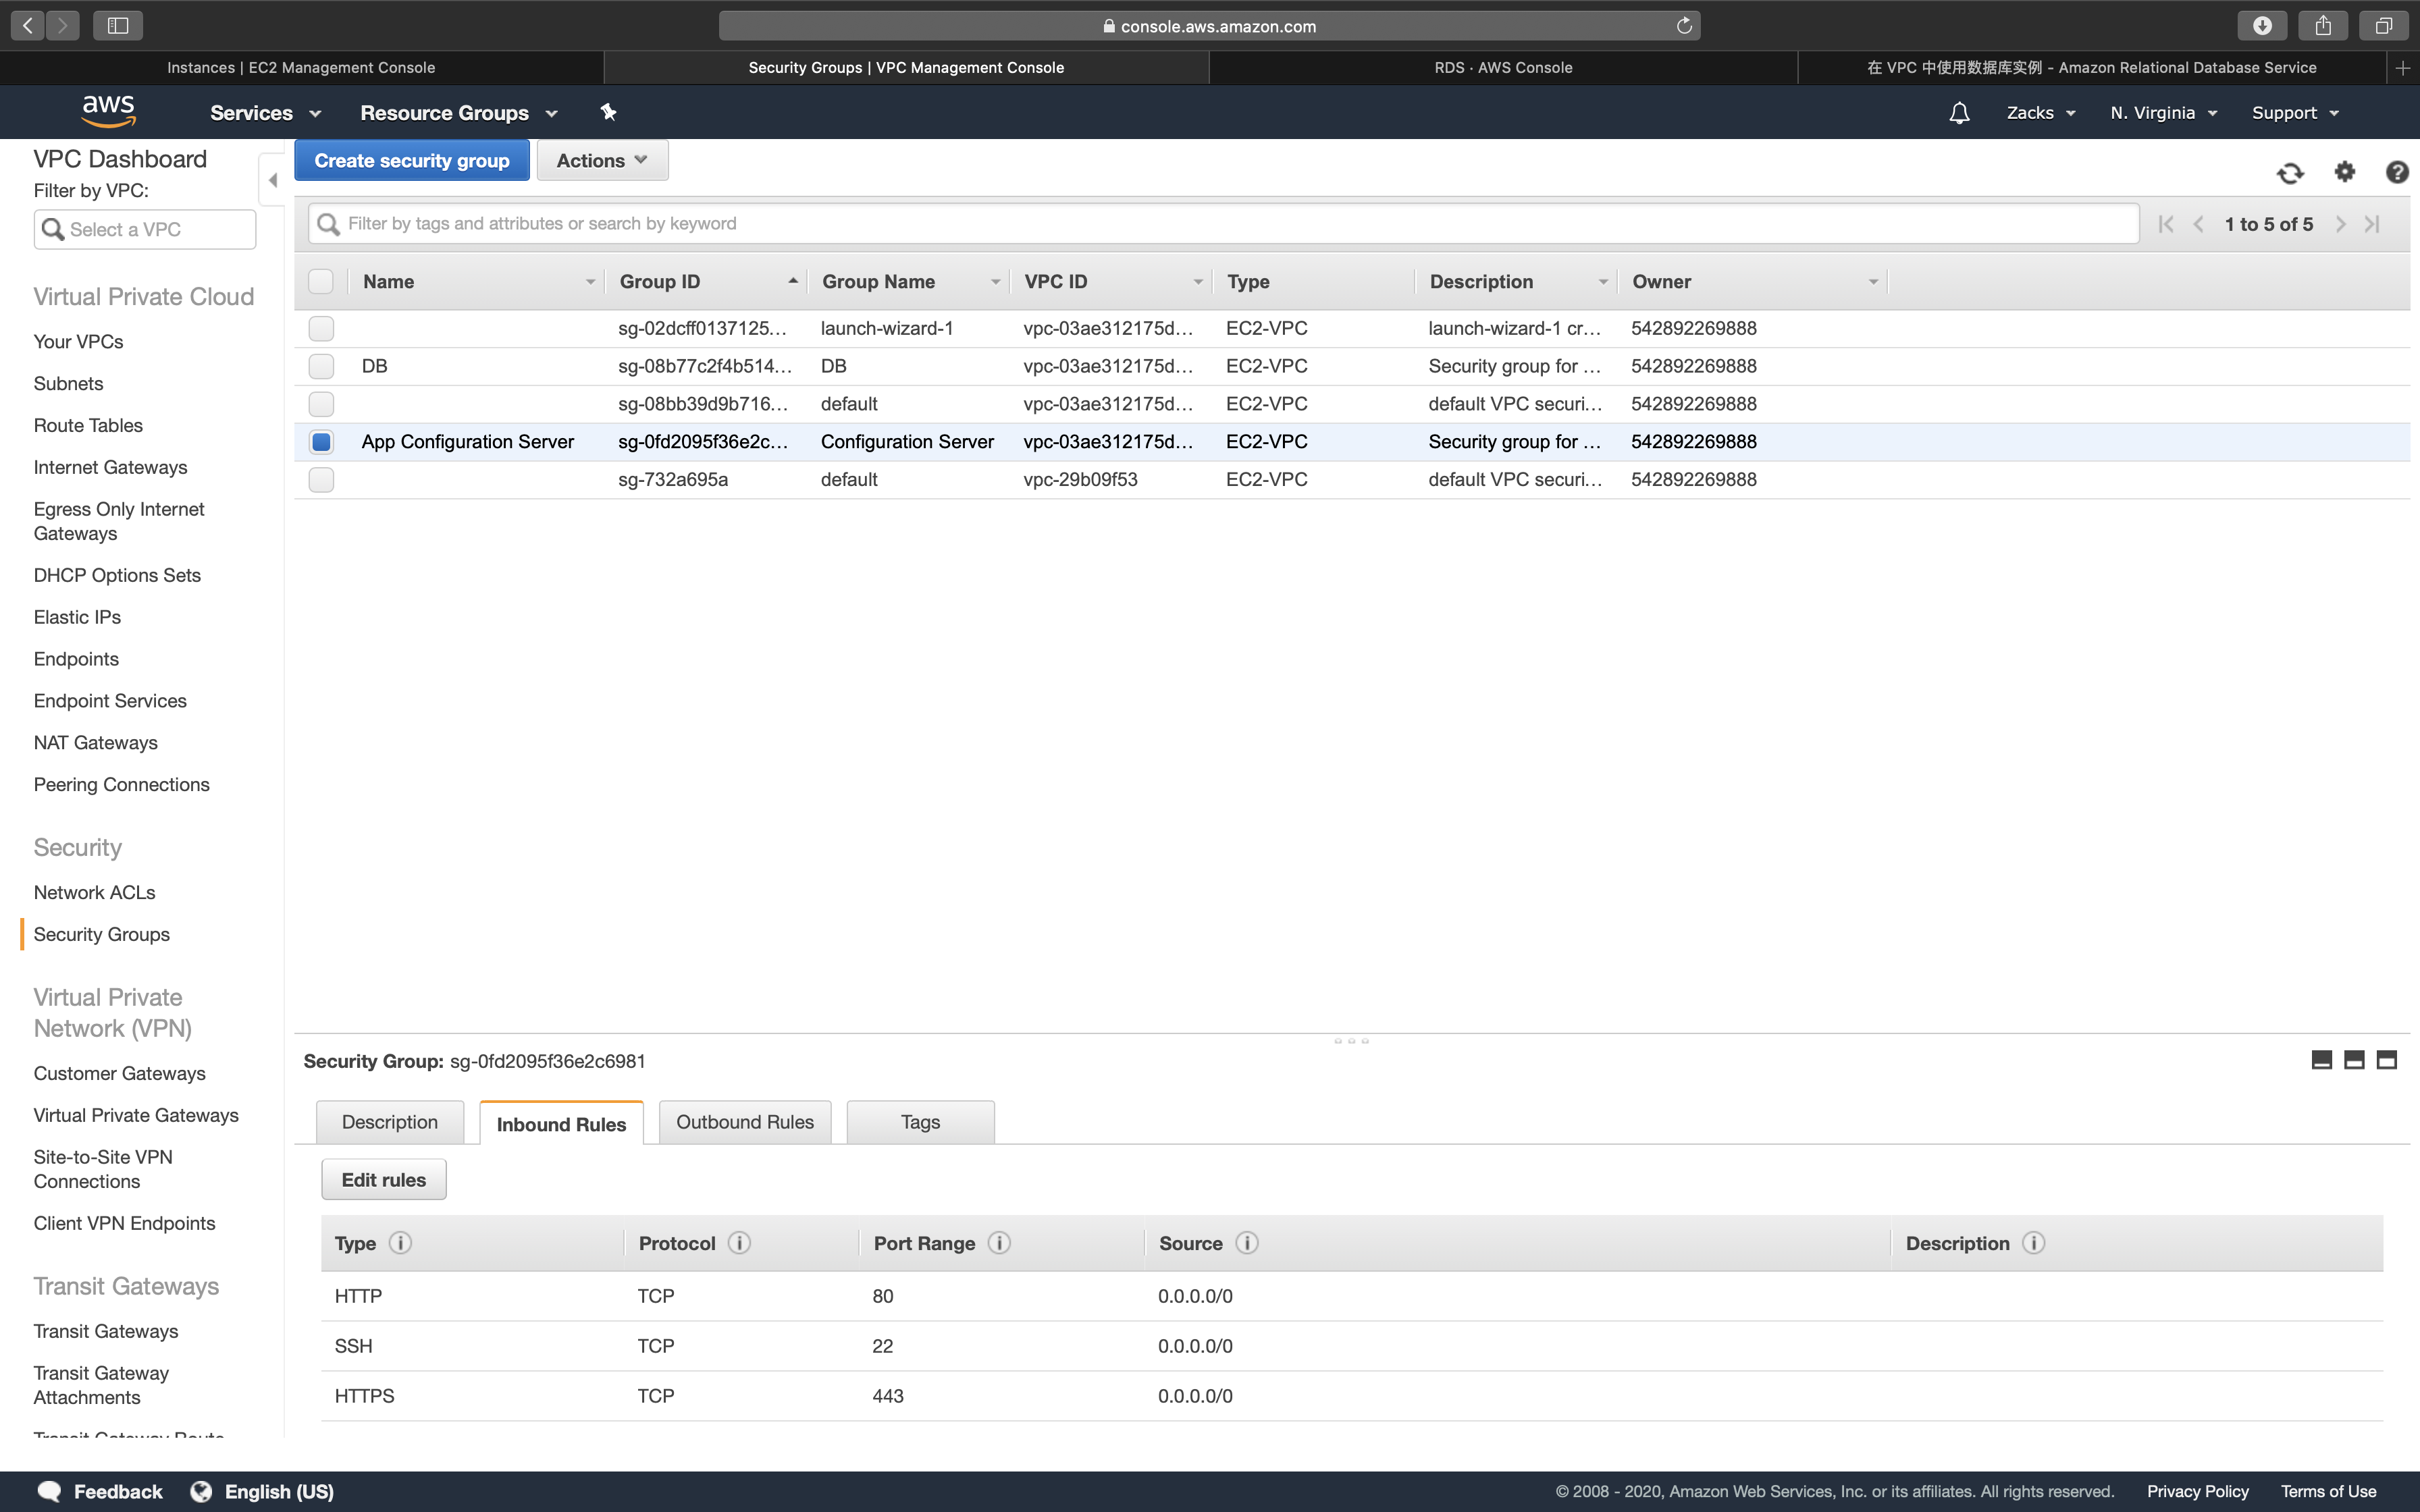 console.aws.amazon.com
Instances | EC2 Management Console
Security Groups | VPC Management Console
RDS · AWS Console
在 VPC 中使用数据库实例 - Amazon Relational Database Service
aws
Services
Resource Groups
Zacks
N. Virginia
Support
VPC Dashboard
Filter by VPC:
Select a VPC
Virtual Private Cloud
Your VPCs
Subnets
Route Tables
Internet Gateways
Egress Only Internet
Gateways
DHCP Options Sets
Elastic IPs
Endpoints
Endpoint Services
NAT Gateways
Peering Connections
Security
Network ACLs
Security Groups
Virtual Private
Network (VPN)
Customer Gateways
Virtual Private Gateways
Site-to-Site VPN
Connections
Client VPN Endpoints
Transit Gateways
Transit Gateways
Transit Gateway
Attachments
Transit Gateway Route
Create security group
Actions
Filter by tags and attributes or search by keyword
1 to 5 of 5
Name Group ID Group Name VPC ID Type Description Owner
sg-02dcff0137125... launch-wizard-1 vpc-03ae312175d... EC2-VPC launch-wizard-1 cr... 542892269888
DB sg-08b77c2f4b514... DB vpc-03ae312175d... EC2-VPC Security group for ... 542892269888
sg-08bb39d9b716... default vpc-03ae312175d... EC2-VPC default VPC securi... 542892269888
App Configuration Server sg-0fd2095f36e2c... Configuration Server vpc-03ae312175d... EC2-VPC Security group for ... 542892269888
sg-732a695a default vpc-29b09f53 EC2-VPC default VPC securi... 542892269888
Security Group: sg-0fd2095f36e2c6981
Description
Inbound Rules
Outbound Rules
Tags
Edit rules
Type Protocol Port Range Source Description
HTTP TCP 80 0.0.0.0/0
SSH TCP 22 0.0.0.0/0
HTTPS TCP 443 0.0.0.0/0
Feedback
English (US)
© 2008 - 2020, Amazon Web Services, Inc. or its affiliates. All rights reserved.
Privacy Policy
Terms of Use